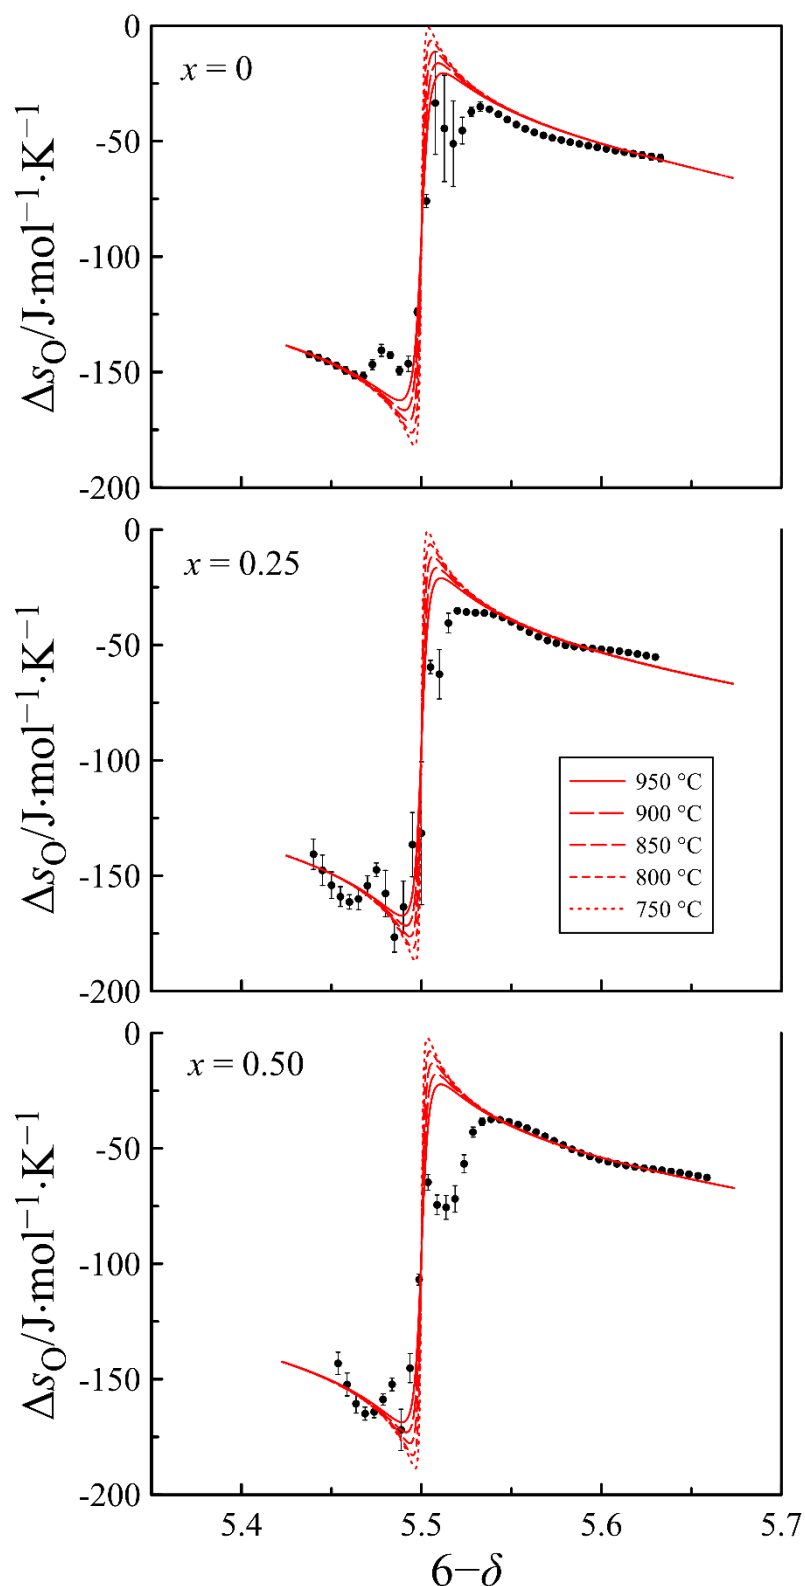 0
x = 0
-50
-100
-150
-200
Δs_O/J·mol⁻¹·K⁻¹
0
x = 0.25
-50
-100
-150
-200
Δs_O/J·mol⁻¹·K⁻¹
950 °C
900 °C
850 °C
800 °C
750 °C
0
x = 0.50
-50
-100
-150
-200
Δs_O/J·mol⁻¹·K⁻¹
5.4 5.5 5.6 5.7
6−δ